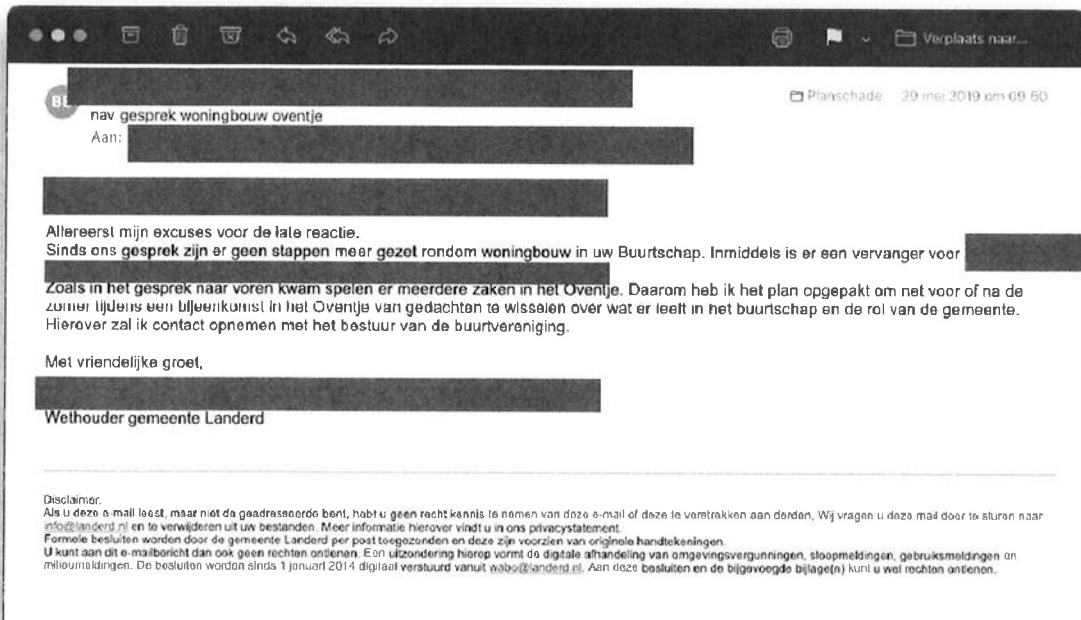 Verplaats naar...
BE
Planschade 29 mei 2019 om 09:50
nav gesprek woningbouw oventje
Aan:
Allereerst mijn excuses voor de late reactie.
Sinds ons gesprek zijn er geen stappen meer gezet rondom woningbouw in uw Buurtschap. Inmiddels is er een vervanger voor
Zoals in het gesprek naar voren kwam spelen er meerdere zaken in het Oventje. Daarom heb ik het plan opgepakt om net voor of na de
zomer tijdens een bijeenkomst in het Oventje van gedachten te wisselen over wat er leeft in het buurtschap en de rol van de gemeente.
Hierover zal ik contact opnemen met het bestuur van de buurtvereniging.
Met vriendelijke groet,
Wethouder gemeente Landerd
Disclaimer.
Als u deze e-mail leest, maar niet de geadresseerde bent, hebt u geen recht kennis te nemen van deze e-mail of deze te verstrekken aan derden, Wij vragen u deze mail door te sturen naar
info@landerd.nl en te verwijderen uit uw bestanden. Meer informatie hierover vindt u in ons privacystatement.
Formele besluiten worden door de gemeente Landerd per post toegezonden en deze zijn voorzien van originele handtekeningen.
U kunt aan dit e-mailbericht dan ook geen rechten ontlenen. Een uitzondering hierop vormt de digitale afhandeling van omgevingsvergunningen, sloopmeldingen, gebruiksmeldingen en
milieumeldingen. De besluiten worden sinds 1 januari 2014 digitaal verstuurd vanuit wabo@landerd.nl. Aan deze besluiten en de bijgevoegde bijlage(n) kunt u wel rechten ontlenen.